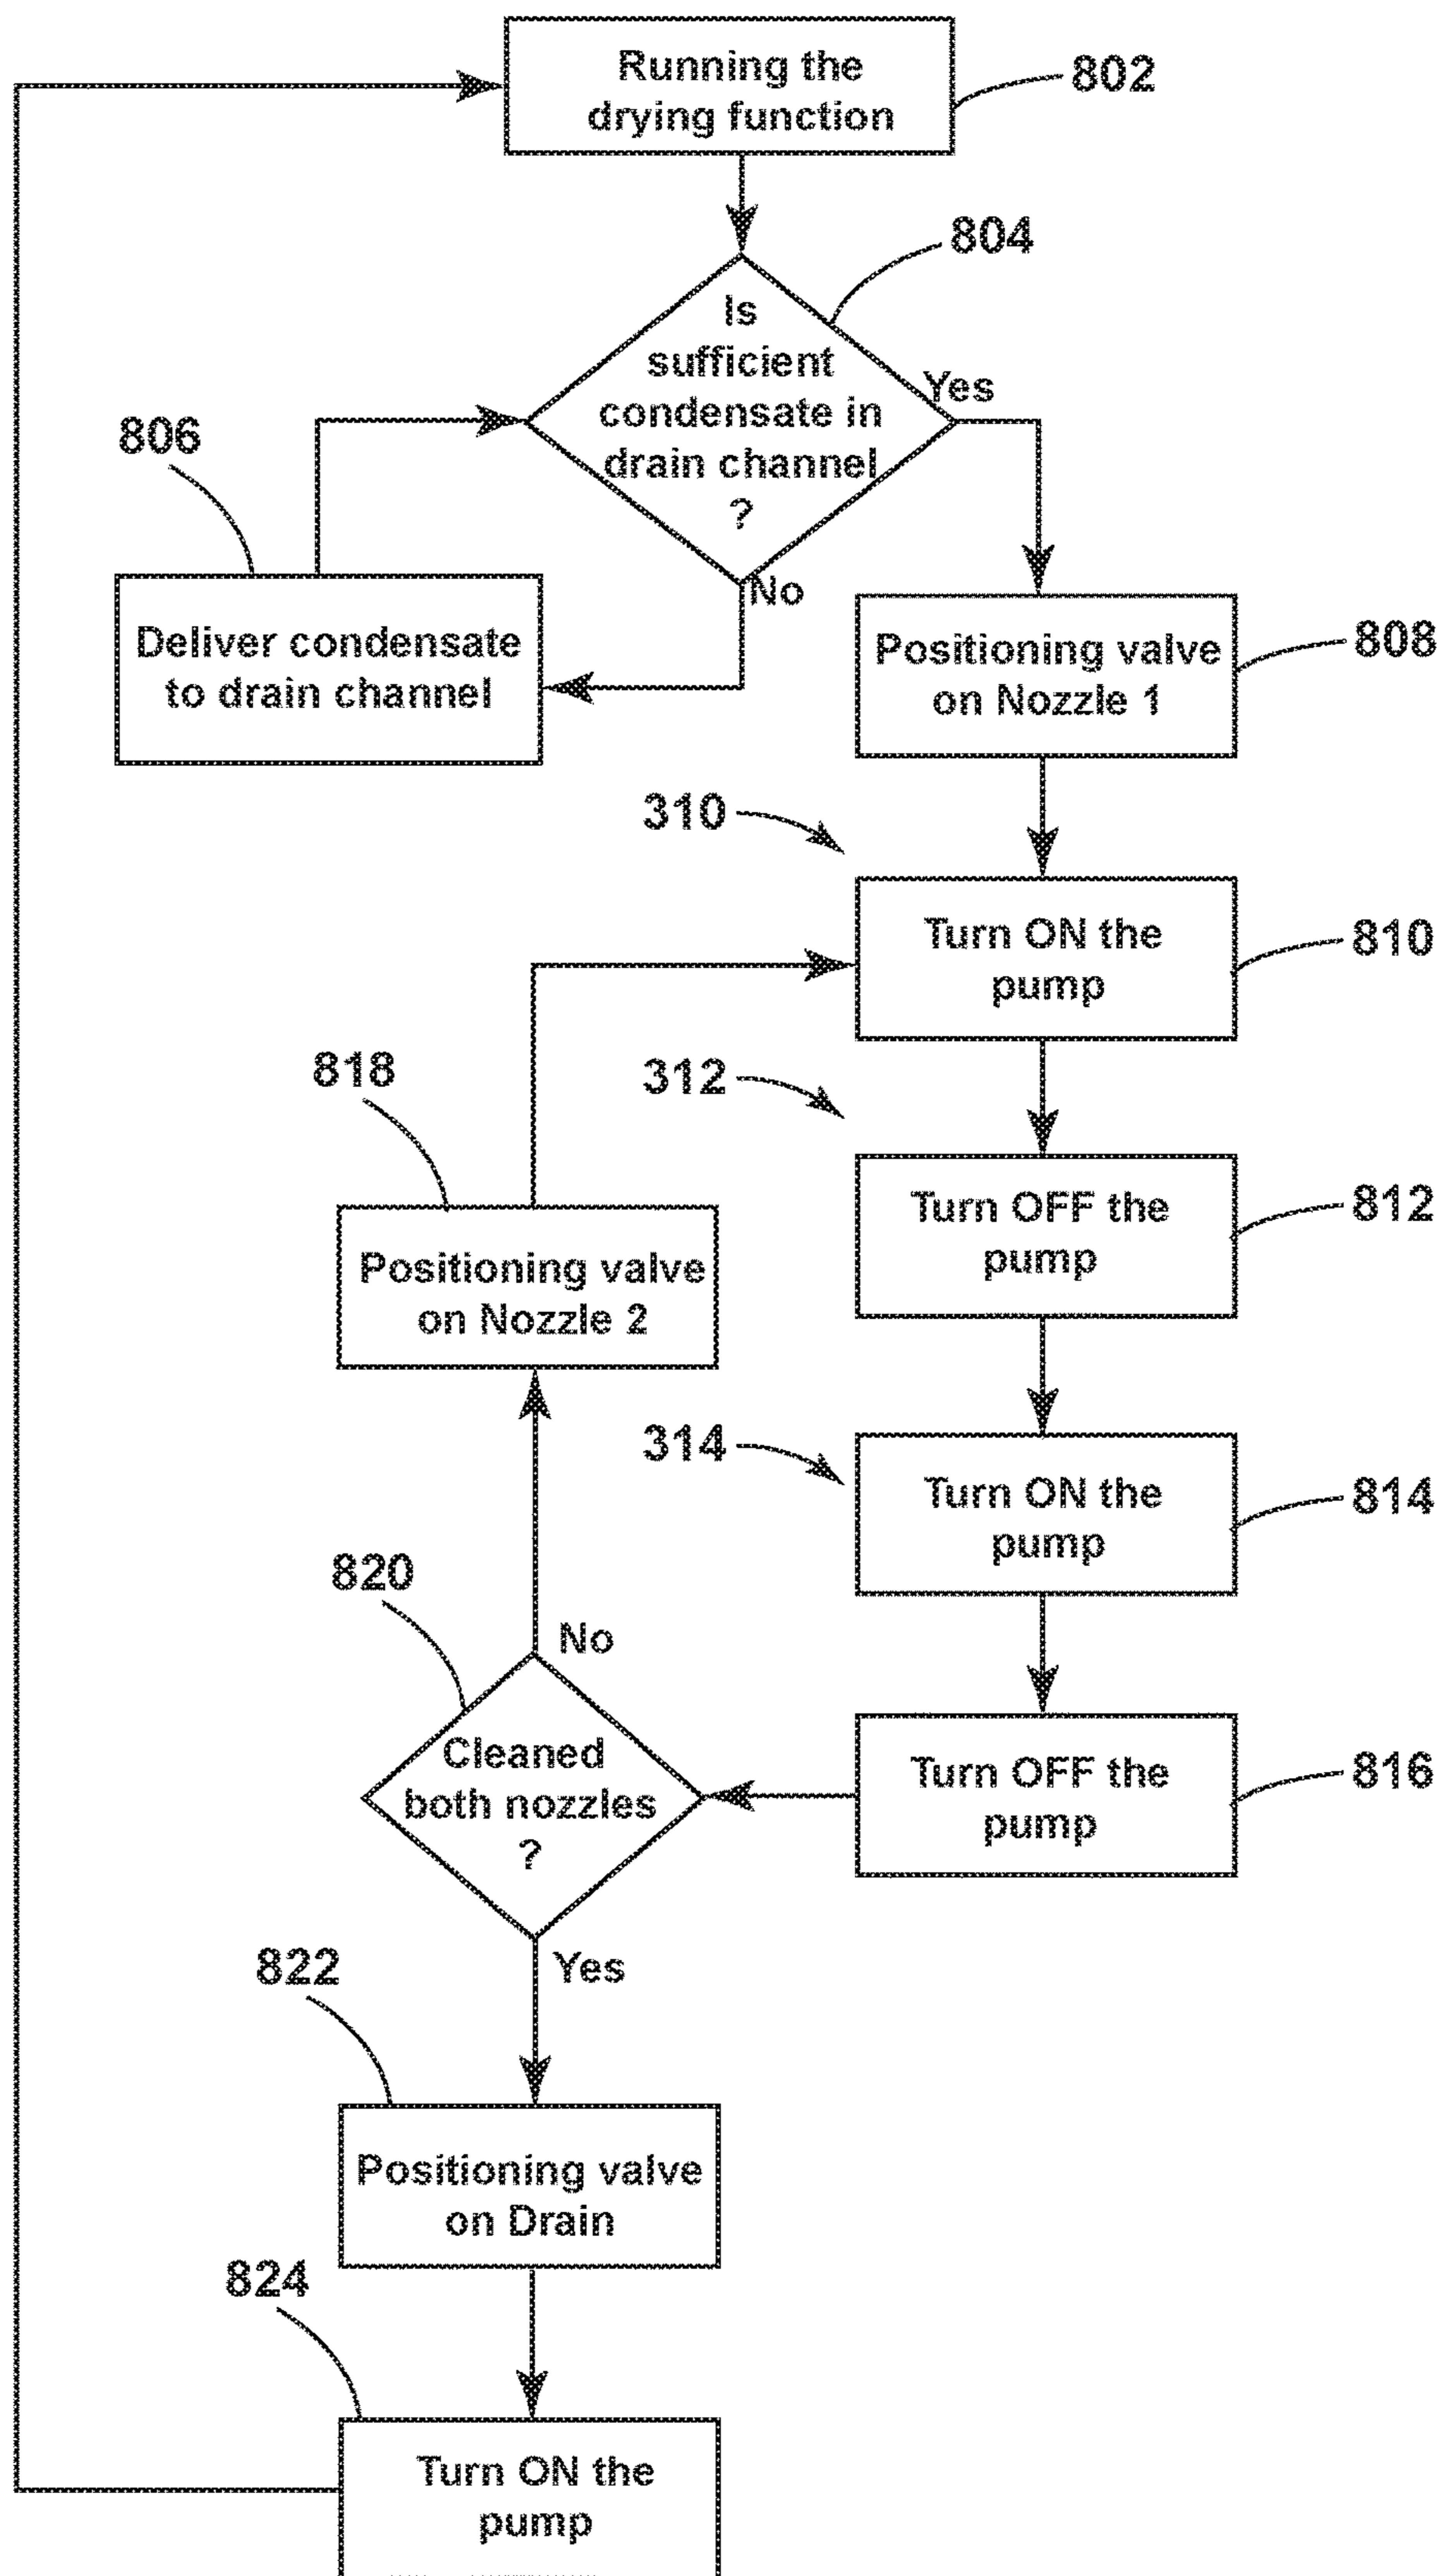 Running the
drying function
802
804
Is
sufficient
condensate in
drain channel
?
Yes
No
806
Deliver condensate
to drain channel
Positioning valve
on Nozzle 1
808
310
Turn ON the
pump
810
312
Turn OFF the
pump
812
818
Positioning valve
on Nozzle 2
314
Turn ON the
pump
814
Turn OFF the
pump
816
820
No
Cleaned
both nozzles
?
Yes
822
Positioning valve
on Drain
824
Turn ON the
pump